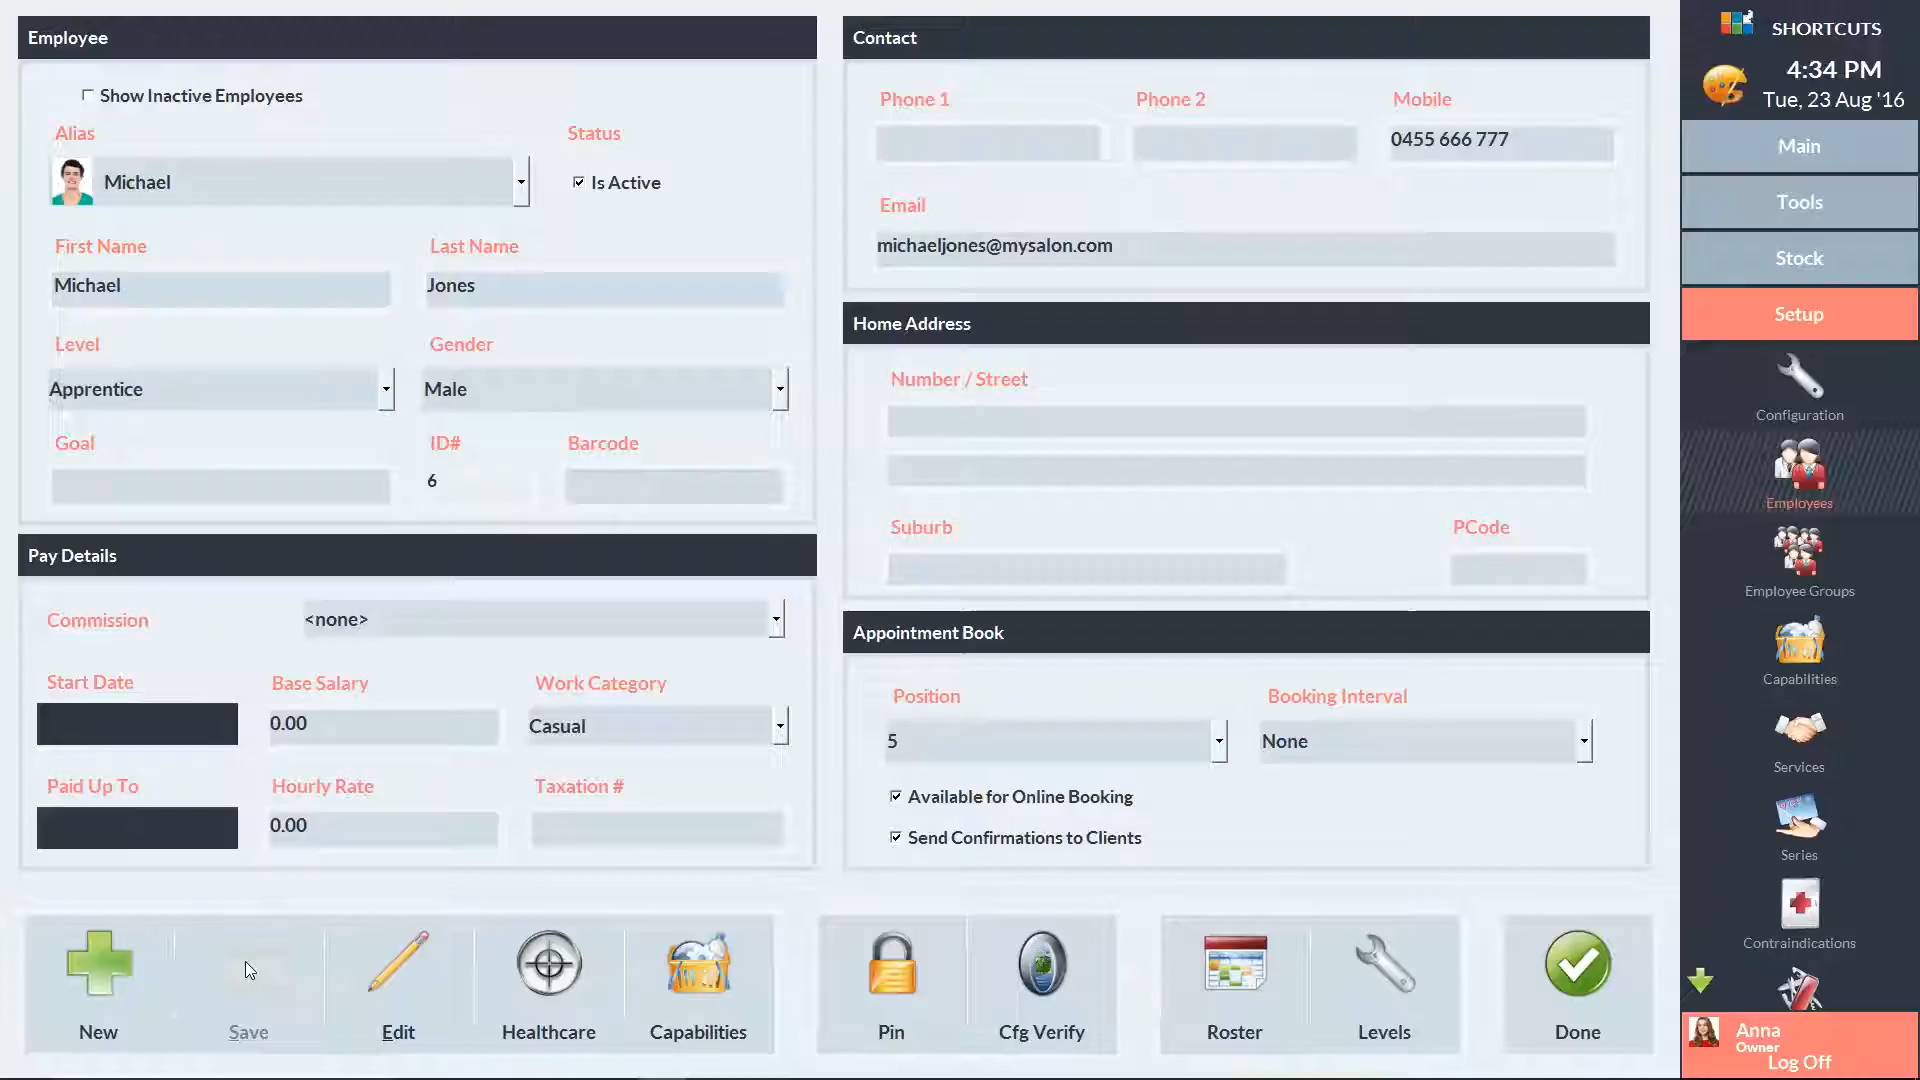 Employee
Show Inactive Employees
Alias
Status
Michael
Is Active
First Name
Last Name
Michael
Jones
Level
Gender
Apprentice
Male
Goal
ID#
Barcode
6
Pay Details
Commission
<none>
Start Date
Base Salary
Work Category
0.00
Casual
Paid Up To
Hourly Rate
Taxation #
0.00
Contact
Phone 1
Phone 2
Mobile
0455 666 777
Email
michaeljones@mysalon.com
Home Address
Number / Street
Suburb
PCode
Appointment Book
Position
Booking Interval
5
None
Available for Online Booking
Send Confirmations to Clients
New
Save
Edit
Healthcare
Capabilities
Pin
Cfg Verify
Roster
Levels
Done
SHORTCUTS
4:34 PM
Tue, 23 Aug '16
Main
Tools
Stock
Setup
Configuration
Employees
Employee Groups
Capabilities
Services
Series
Contraindications
Anna
Owner
Log Off